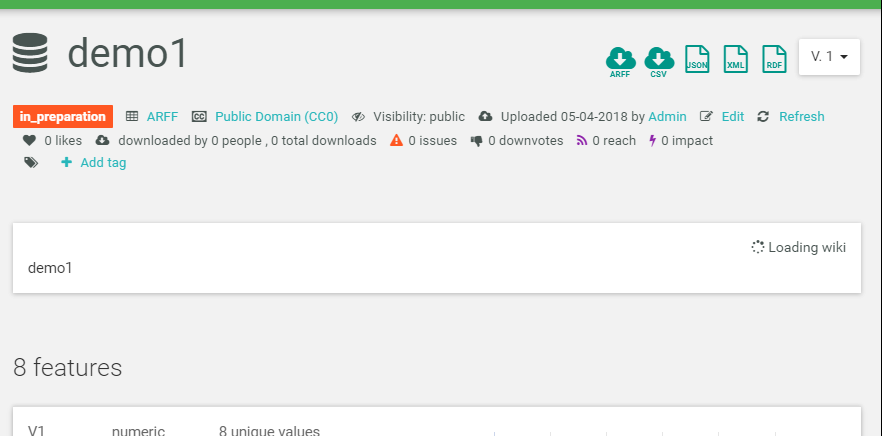 demo1
ARFF CSV JSON XML RDF V. 1
in_preparation ARFF CC Public Domain (CC0) Visibility: public Uploaded 05-04-2018 by Admin Edit Refresh
0 likes downloaded by 0 people , 0 total downloads 0 issues 0 downvotes 0 reach 0 impact
+ Add tag
Loading wiki
demo1
8 features
V1 numeric 8 unique values